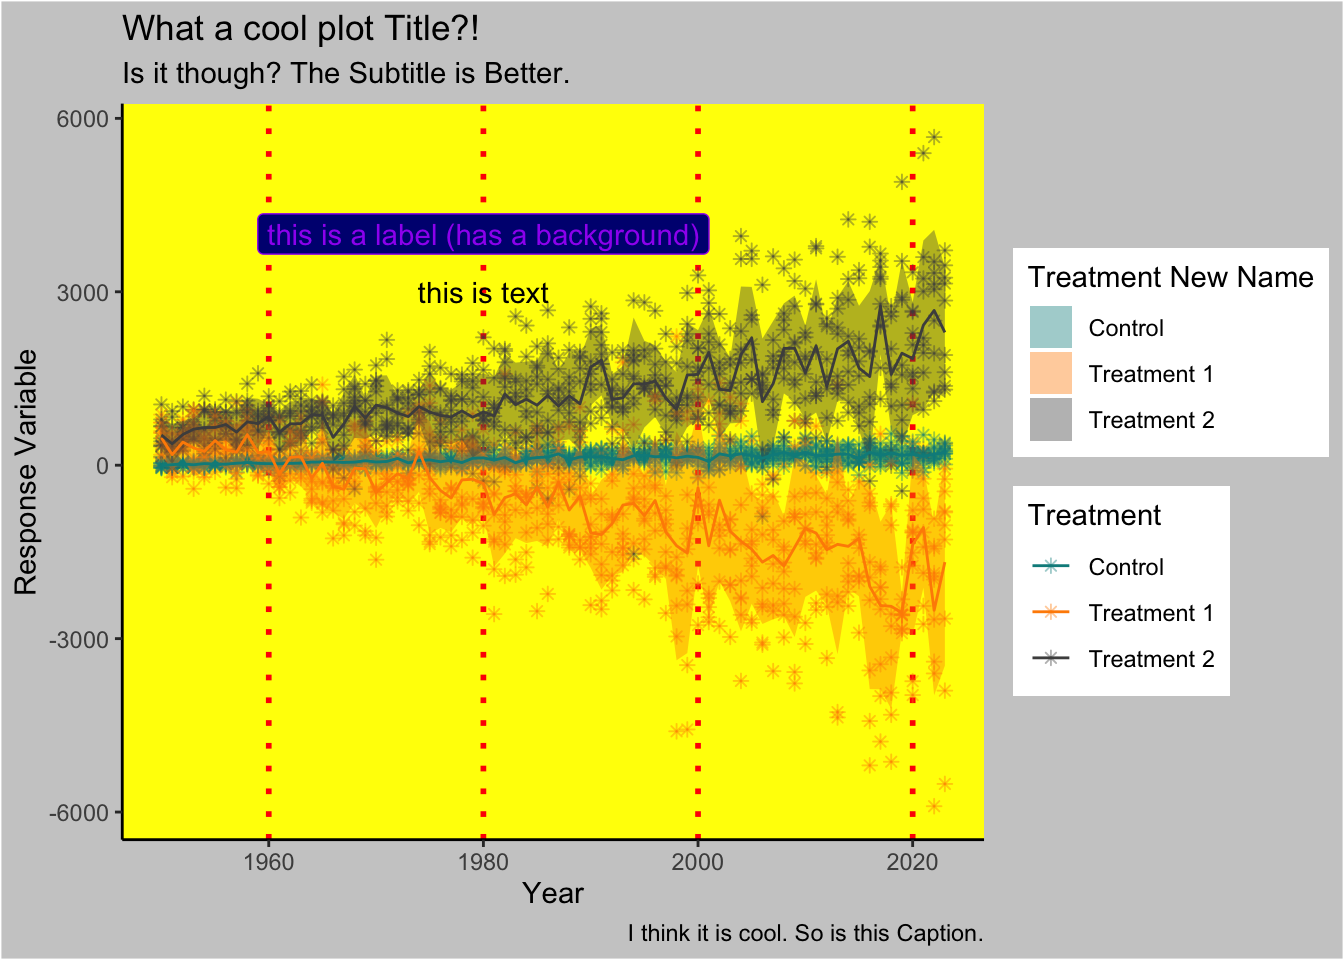 What a cool plot Title?!
Is it though? The Subtitle is Better.
6000
3000
0
-3000
-6000
Response Variable
this is a label (has a background)
this is text
1960
1980
2000
2020
Year
I think it is cool. So is this Caption.
Treatment New Name
Control
Treatment 1
Treatment 2
Treatment
Control
Treatment 1
Treatment 2